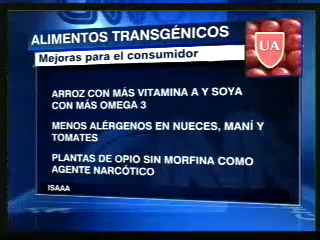 ALIMENTOS TRANSGÉNICOS
UA
Mejoras para el consumidor
ARROZ CON MÁS VITAMINA A Y SOYA
CON MÁS OMEGA 3
MENOS ALÉRGENOS EN NUECES, MANÍ Y
TOMATES
PLANTAS DE OPIO SIN MORFINA COMO
AGENTE NARCÓTICO
ISAAA